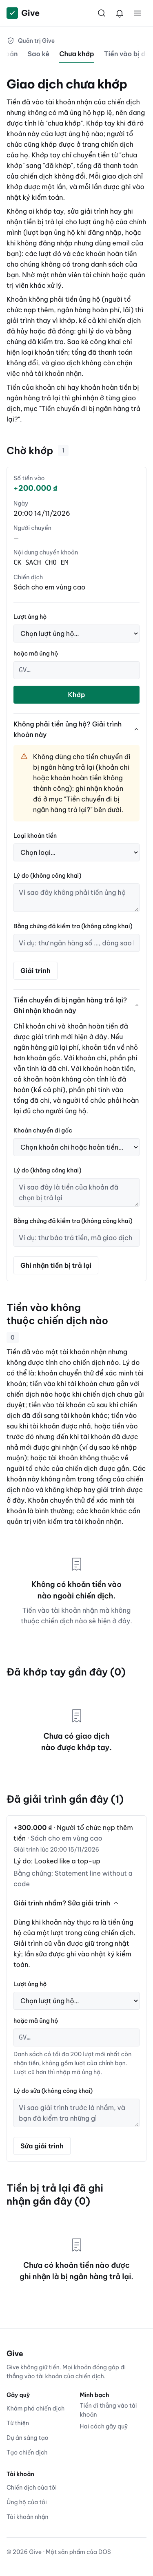 Give
Quản trị Give
Sao kê
Chưa khớp
Tiền vào bị
Giao dịch chưa khớp
Tiền đã vào tài khoản nhận của chiến dịch
nhưng không có mã ủng hộ hợp lệ, hoặc mã
đó ở trạng thái "chưa khớp". Khớp tay khi đã rõ
khoản này của lượt ủng hộ nào; người tổ chức
cũng tự khớp được ở trang đối soát chiến dịch
của họ. Khớp tay chỉ chuyển tiền từ "chưa
khớp" sang "đã khớp", tổng đã thanh toán
của chiến dịch không đổi. Mỗi giao dịch khớp
được một lần, và mỗi lần khớp đều vào nhật
ký kiểm toán.
Không ai khớp tay, sửa giải trình hay ghi
nhận tiền bị trả lại cho lượt ủng hộ của chính
mình (lượt bạn ủng hộ khi đăng nhập, hoặc
trước khi đăng nhập nhưng dùng email của
bạn): các lượt đó và các khoản hoàn tiền
của chúng không có trong danh sách của
bạn. Nhờ một nhân viên tài chính hoặc quản
trị viên khác xử lý.
Khoản không phải tiền ủng hộ (người tổ
chức nạp thêm, ngân hàng hoàn phí, lãi) thì
giải trình thay vì khớp, kể cả khi chiến dịch
đã hủy hoặc đã đóng: ghi lý do và bằng
chứng đã kiểm tra. Sao kê công khai chỉ
hiện loại khoản tiền; tổng đã thanh toán
không đổi, và giao dịch không còn chặn
việc nhả tài khoản nhận.
Tiền của khoản chi hay khoản hoàn tiền bị
ngân hàng trả lại thì ghi nhận ở từng giao
dịch, mục "Tiền chuyển đi bị ngân hàng trả
lại?".
Chờ khớp 1
Số tiền vào
+200.000 ₫
Ngày
20:00 14/11/2026
Người chuyển
—
Nội dung chuyển khoản
CK SACH CHO EM
Chiến dịch
Sách cho em vùng cao
Lượt ủng hộ
Chọn lượt ủng hộ…
hoặc mã ủng hộ
GV…
Khớp
Không phải tiền ủng hộ? Giải trình
khoản này
Không dùng cho tiền chuyển đi
bị ngân hàng trả lại (khoản chi
hoặc khoản hoàn tiền không
thành công): ghi nhận khoản
đó ở mục "Tiền chuyển đi bị
ngân hàng trả lại?" bên dưới.
Loại khoản tiền
Chọn loại…
Lý do (không công khai)
Vì sao đây không phải tiền ủng hộ
Bằng chứng đã kiểm tra (không công khai)
Ví dụ: thư ngân hàng số …, dòng sao
Giải trình
Tiền chuyển đi bị ngân hàng trả lại?
Ghi nhận khoản này
Chỉ khoản chi và khoản hoàn tiền đã
được giải trình mới hiện ở đây. Nếu
ngân hàng giữ lại phí, khoản tiền về nhỏ
hơn khoản gốc. Với khoản chi, phần phí
vẫn tính là đã chi. Với khoản hoàn tiền,
cả khoản hoàn không còn tính là đã
hoàn (kể cả phí), phần phí tính vào
tổng đã chi, và người tổ chức phải hoàn
lại đủ cho người ủng hộ.
Khoản chuyển đi gốc
Chọn khoản chi hoặc hoàn tiền…
Lý do (không công khai)
Vì sao đây là tiền của khoản đã
chọn bị trả lại
Bằng chứng đã kiểm tra (không công khai)
Ví dụ: thư báo trả tiền, mã giao dịch
Ghi nhận tiền bị trả lại
Tiền vào không
thuộc chiến dịch nào
0
Tiền đã vào một tài khoản nhận nhưng
không được tính cho chiến dịch nào. Lý do
có thể là: khoản chuyển thử để xác minh tài
khoản; tiền vào khi tài khoản chưa gắn với
chiến dịch nào hoặc khi chiến dịch chưa gửi
duyệt; tiền vào tài khoản cũ sau khi chiến
dịch đã đổi sang tài khoản khác; tiền vào
sau khi tài khoản được nhả, hoặc tiền vào
trước đó nhưng đến khi tài khoản đã được
nhả mới được ghi nhận (ví dụ sao kê nhập
muộn); hoặc tài khoản không thuộc về
người tổ chức của chiến dịch được gắn. Các
khoản này không nằm trong tổng của chiến
dịch nào và không khớp hay giải trình được
ở đây. Khoản chuyển thử để xác minh tài
khoản là bình thường; các khoản khác cần
quản trị viên kiểm tra tài khoản nhận.
Không có khoản tiền vào
nào ngoài chiến dịch.
Tiền vào tài khoản nhận mà không
thuộc chiến dịch nào sẽ hiện ở đây.
Đã khớp tay gần đây (0)
Chưa có giao dịch
nào được khớp tay.
Đã giải trình gần đây (1)
+300.000 ₫ · Người tổ chức nạp thêm
tiền · Sách cho em vùng cao
Giải trình lúc 20:00 15/11/2026
Lý do: Looked like a top-up
Bằng chứng: Statement line without a
code
Giải trình nhầm? Sửa giải trình
Dùng khi khoản này thực ra là tiền ủng
hộ của một lượt trong cùng chiến dịch.
Giải trình cũ vẫn được giữ trong nhật
ký; lần sửa được ghi vào nhật ký kiểm
toán.
Lượt ủng hộ
Chọn lượt ủng hộ…
hoặc mã ủng hộ
GV…
Danh sách có tối đa 200 lượt mới nhất còn
nhận tiền, không gồm lượt của chính bạn.
Lượt cũ hơn thì nhập mã ủng hộ.
Lý do sửa (không công khai)
Vì sao giải trình trước là nhầm, và
bạn đã kiểm tra những gì
Sửa giải trình
Tiền bị trả lại đã ghi
nhận gần đây (0)
Chưa có khoản tiền nào được
ghi nhận là bị ngân hàng trả lại.
Give
Give không giữ tiền. Mọi khoản đóng góp đi
thẳng vào tài khoản của chiến dịch.
Gây quỹ
Khám phá chiến dịch
Từ thiện
Dự án sáng tạo
Tạo chiến dịch
Minh bạch
Tiền đi thẳng vào tài
khoản
Hai cách gây quỹ
Tài khoản
Chiến dịch của tôi
Ủng hộ của tôi
Tài khoản nhận
© 2026 Give · Một sản phẩm của DOS